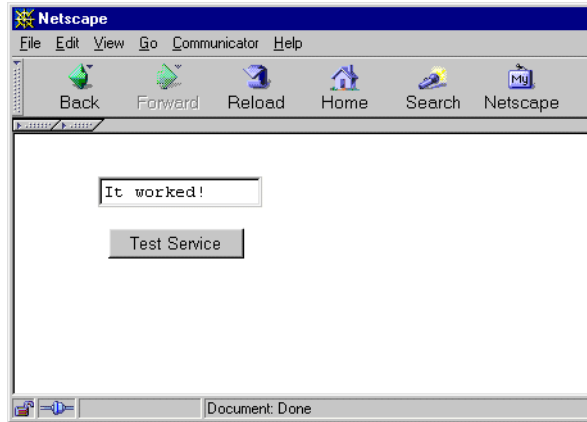 Netscape
File Edit View Go Communicator Help
My
Back Forward Reload Home Search Netscape
It worked!
Test Service
Document: Done